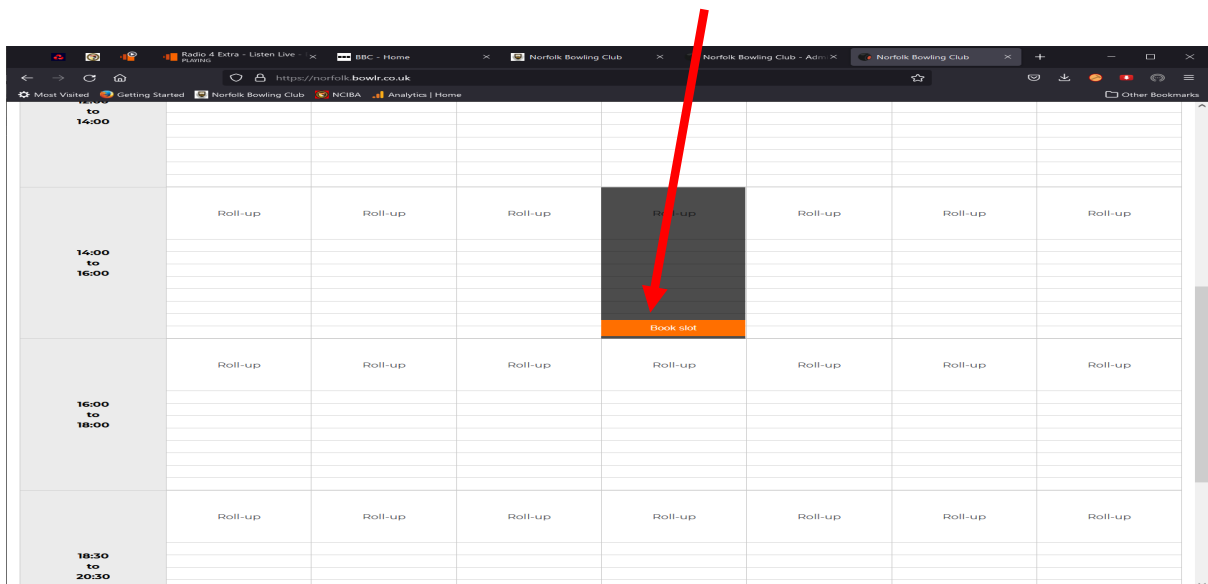 Radio 4 Extra - Listen Live -
PLAYING
BBC - Home
Norfolk Bowling Club
Norfolk Bowling Club - Adm
Norfolk Bowling Club
https://norfolk.bowlr.co.uk
Most Visited Getting Started Norfolk Bowling Club NCIBA Analytics | Home Other Bookmarks
12:00
to
14:00
Roll-up Roll-up Roll-up Roll-up Roll-up Roll-up Roll-up
14:00
to
16:00
Book slot
Roll-up Roll-up Roll-up Roll-up Roll-up Roll-up Roll-up
16:00
to
18:00
Roll-up Roll-up Roll-up Roll-up Roll-up Roll-up Roll-up
18:30
to
20:30